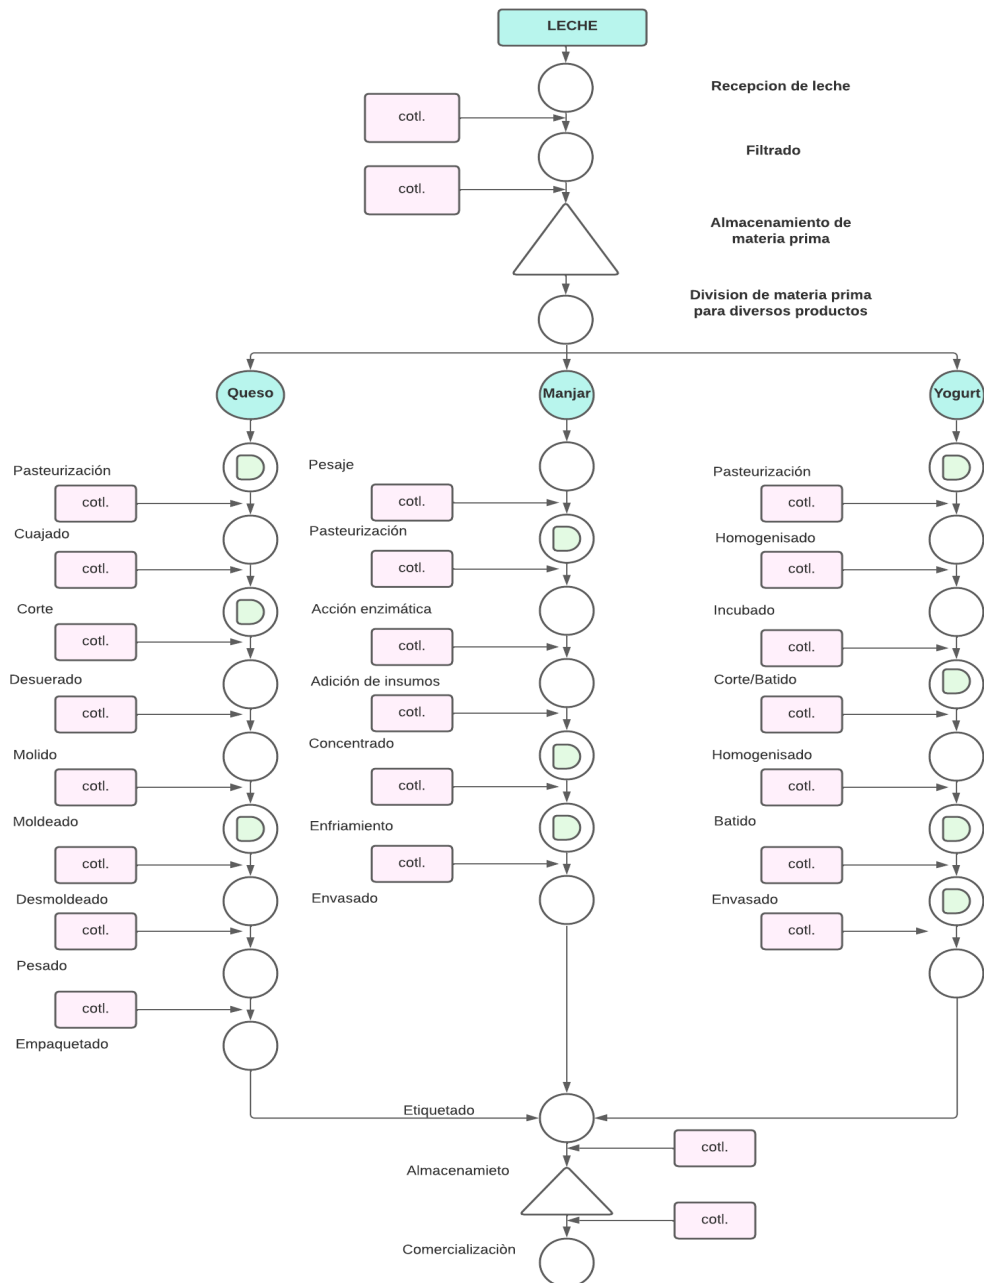 LECHE
Recepcion de leche
cotl.
Filtrado
cotl.
Almacenamiento de
materia prima
Division de materia prima
para diversos productos
Queso
Pasteurización
cotl.
Cuajado
cotl.
Corte
cotl.
Desuerado
cotl.
Molido
cotl.
Moldeado
cotl.
Desmoldeado
cotl.
Pesado
cotl.
Empaquetado
Manjar
Pesaje
cotl.
Pasteurización
cotl.
Acción enzimática
cotl.
Adición de insumos
cotl.
Concentrado
cotl.
Enfriamiento
cotl.
Envasado
Yogurt
Pasteurización
cotl.
Homogenisado
cotl.
Incubado
cotl.
Corte/Batido
cotl.
Homogenisado
cotl.
Batido
cotl.
Envasado
cotl.
Etiquetado
cotl.
Almacenamieto
cotl.
Comercializaciòn